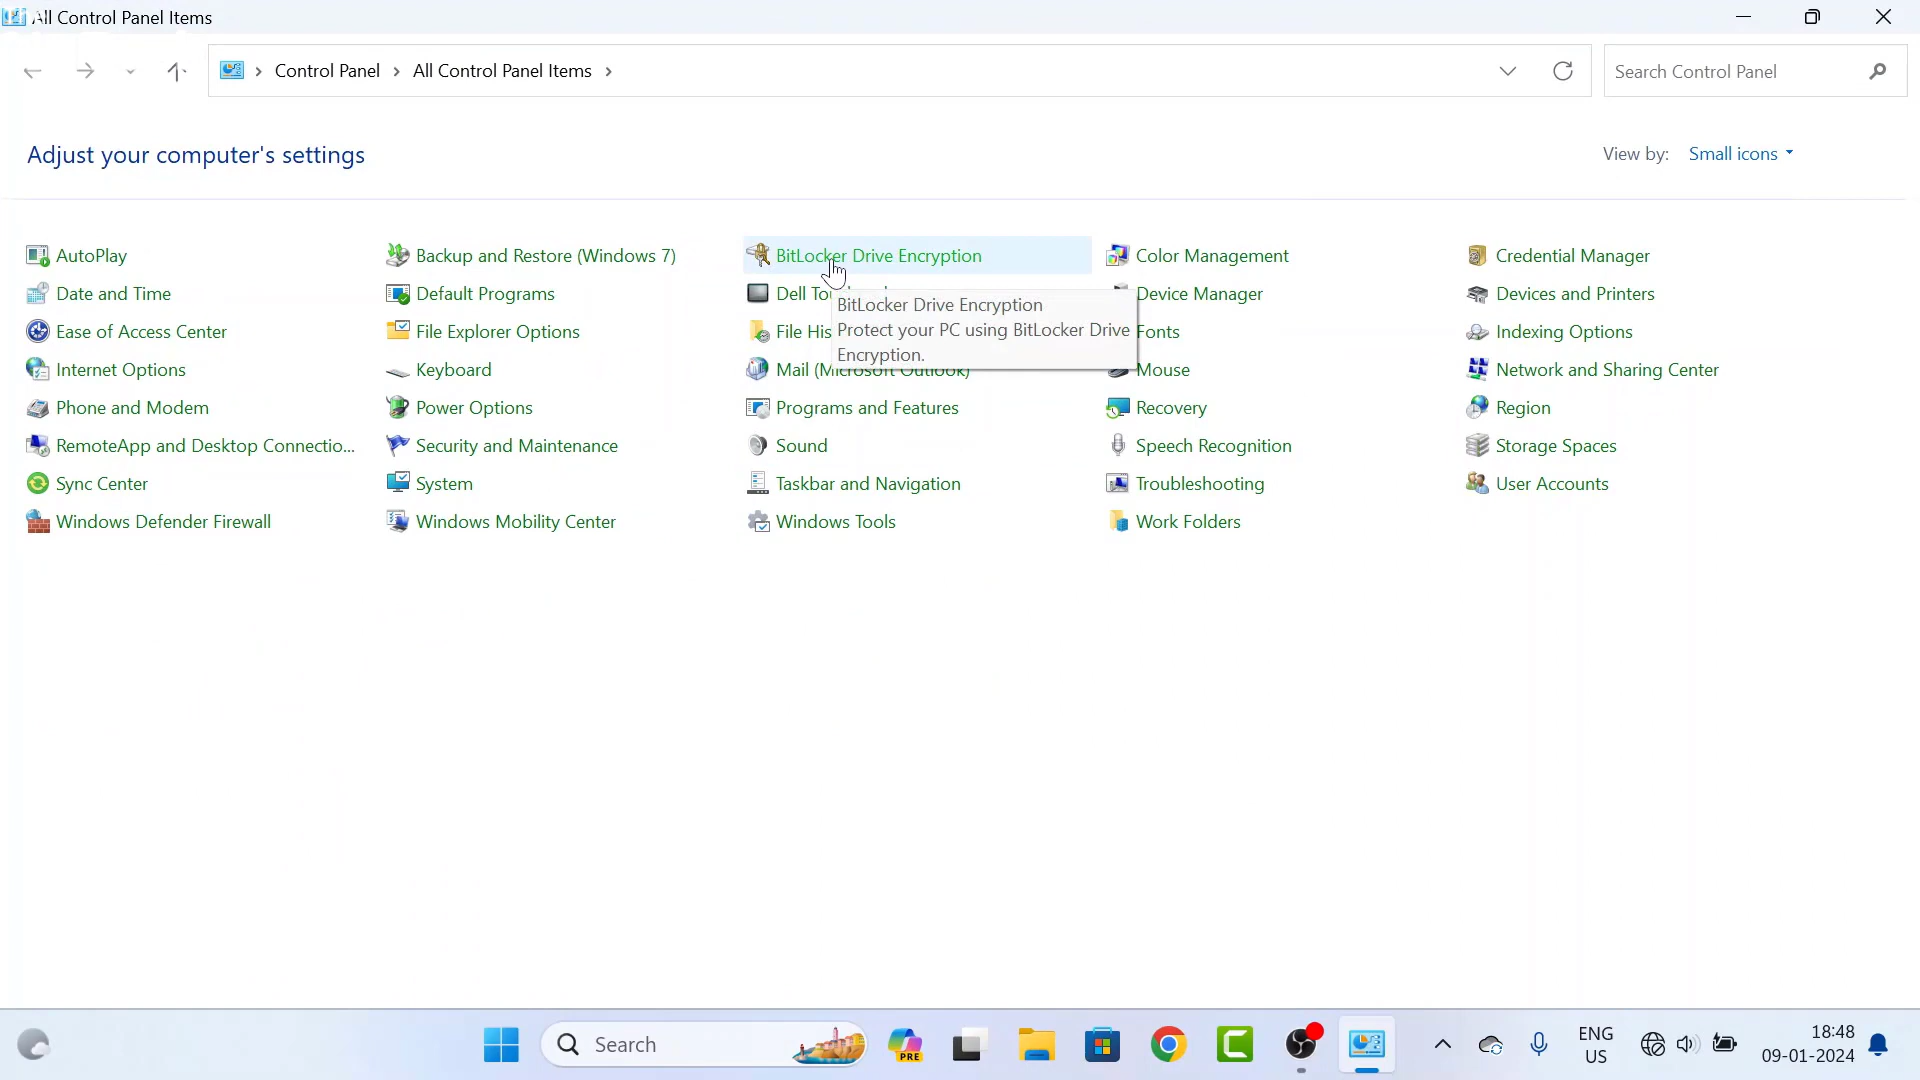 All Control Panel Items
Control Panel > All Control Panel Items >
Search Control Panel
Adjust your computer's settings
View by: Small icons
AutoPlay
Backup and Restore (Windows 7)
BitLocker Drive Encryption
Color Management
Credential Manager
Date and Time
Default Programs
Dell
Device Manager
Devices and Printers
BitLocker Drive Encryption
Protect your PC using BitLocker Drive
Encryption.
Ease of Access Center
File Explorer Options
File
Fonts
Indexing Options
Internet Options
Keyboard
Mail (Microsoft Outlook)
Mouse
Network and Sharing Center
Phone and Modem
Power Options
Programs and Features
Recovery
Region
RemoteApp and Desktop Connectio...
Security and Maintenance
Sound
Speech Recognition
Storage Spaces
Sync Center
System
Taskbar and Navigation
Troubleshooting
User Accounts
Windows Defender Firewall
Windows Mobility Center
Windows Tools
Work Folders
Search
PRE
ENG
US
18:48
09-01-2024